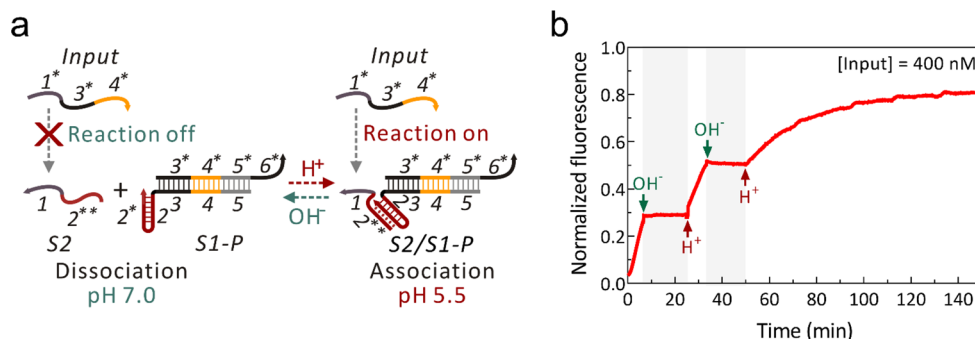 a
Input
1* 3* 4*
Reaction off
1 2**
S2
+
2* 2
3* 4* 5* 6*
3 4 5
S1-P
Dissociation
pH 7.0
H+
OH-
Input
1* 3* 4*
Reaction on
3* 4* 5* 6*
1 2** 2 3 4 5
S2/S1-P
Association
pH 5.5
b
[Input] = 400 nM
Normalized fluorescence
1.0
0.8
0.6
0.4
0.2
0.0
OH-
H+
OH-
H+
0 20 40 60 80 100 120 140
Time (min)